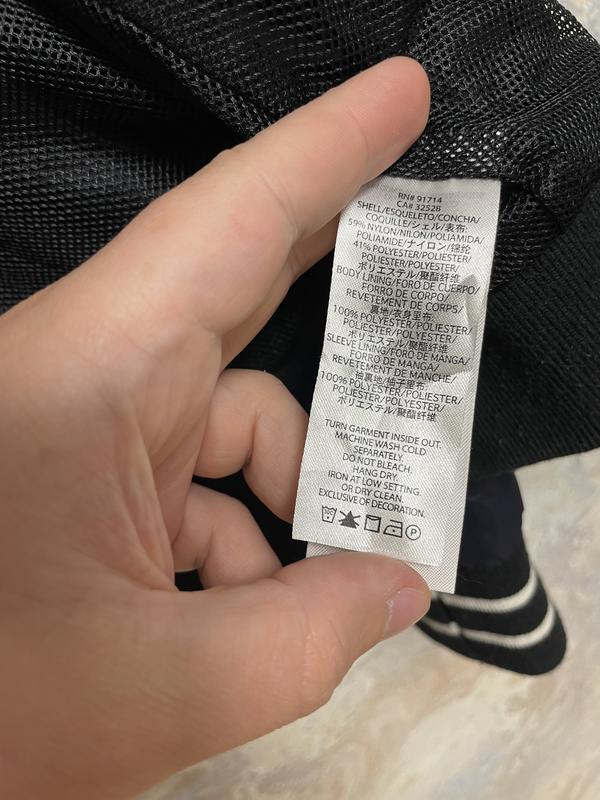 RN# 91714
CA# 32528
SHELL/ESQUELETO/CONCHA/
COQUILLE/シェル/表布:
59% NYLON/NILON/POLIAMIDA/
POLIAMIDE/ナイロン/锦纶
41% POLYESTER/POLIESTER/
POLIESTER/POLYESTER/
ポリエステル/聚酯纤维
BODY LINING/FORO DE CUERPO/
FORRO DE CORPO/
REVETEMENT DE CORPS/
裏地/衣身里布:
100% POLYESTER/POLIESTER/
POLIESTER/POLYESTER/
ポリエステル/聚酯纤维
SLEEVE LINING/FORO DE MANGA/
FORRO DE MANGA/
REVETEMENT DE MANCHE/
袖裏地/袖子里布:
100% POLYESTER/POLIESTER/
POLIESTER/POLYESTER/
ポリエステル/聚酯纤维
TURN GARMENT INSIDE OUT.
MACHINE WASH COLD
SEPARATELY.
DO NOT BLEACH.
HANG DRY.
IRON AT LOW SETTING.
OR DRY CLEAN.
EXCLUSIVE OF DECORATION.
P